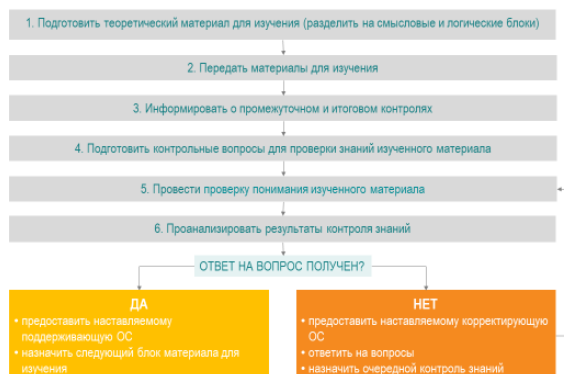 1. Подготовить теоретический материал для изучения (разделить на смысловые и логические блоки)
2. Передать материалы для изучения
3. Информировать о промежуточном и итоговом контролях
4. Подготовить контрольные вопросы для проверки знаний изученного материала
5. Провести проверку понимания изученного материала
6. Проанализировать результаты контроля знаний
ОТВЕТ НА ВОПРОС ПОЛУЧЕН?
ДА
• предоставить наставляемому
поддерживающую ОС
• назначить следующий блок материала для
изучения
НЕТ
• предоставить наставляемому корректирующую
ОС
• ответить на вопросы
• назначить очередной контроль знаний